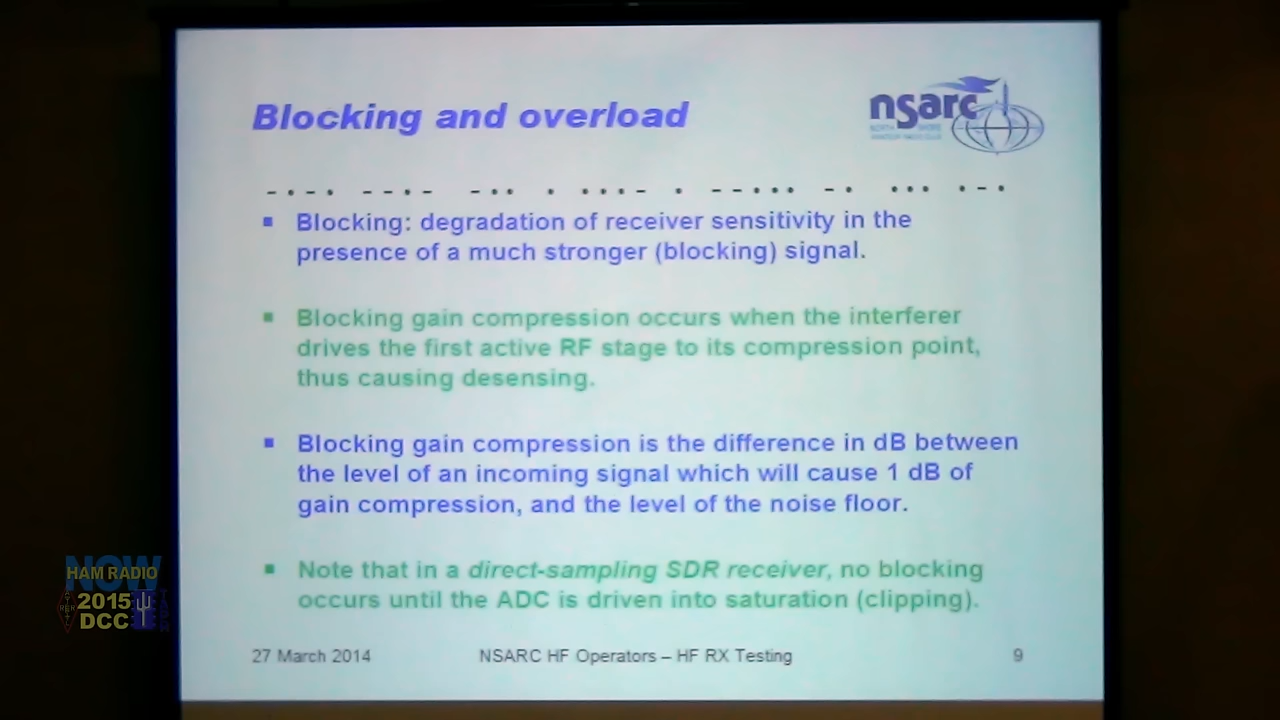 Blocking and overload
nsarc
- · - · - - · - - · · · · · · - · - - · · · - · · · · · - ·
Blocking: degradation of receiver sensitivity in the
presence of a much stronger (blocking) signal.
Blocking gain compression occurs when the interferer
drives the first active RF stage to its compression point,
thus causing desensing.
Blocking gain compression is the difference in dB between
the level of an incoming signal which will cause 1 dB of
gain compression, and the level of the noise floor.
Note that in a direct-sampling SDR receiver, no blocking
occurs until the ADC is driven into saturation (clipping).
27 March 2014 NSARC HF Operators – HF RX Testing 9
NOW
HAM RADIO
2015
DCC